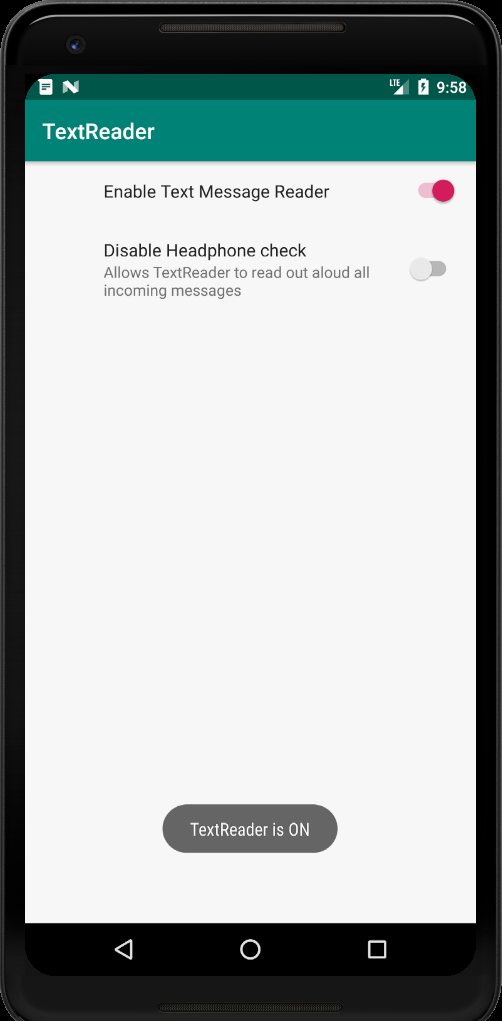 LTE 9:58
TextReader
Enable Text Message Reader
Disable Headphone check
Allows TextReader to read out aloud all
incoming messages
TextReader is ON